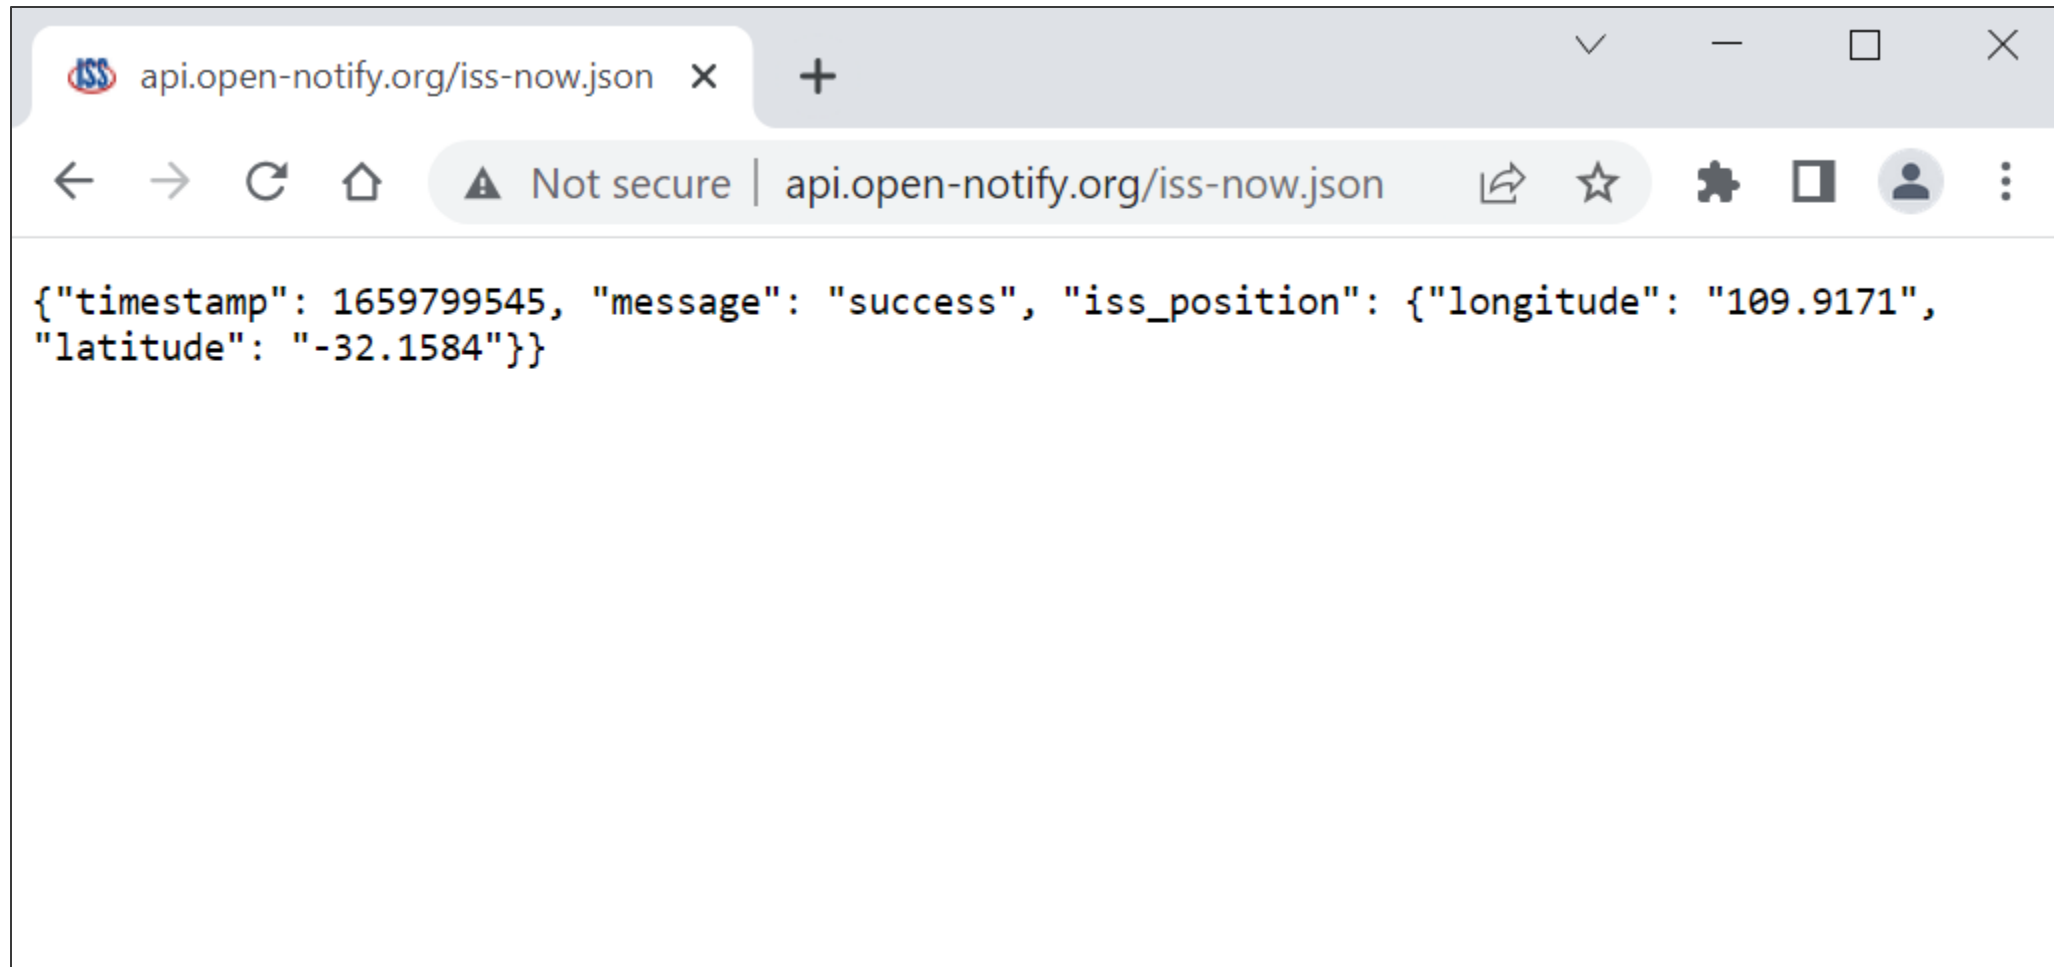 ISS api.open-notify.org/iss-now.json
Not secure api.open-notify.org/iss-now.json
{"timestamp": 1659799545, "message": "success", "iss_position": {"longitude": "109.9171",
"latitude": "-32.1584"}}